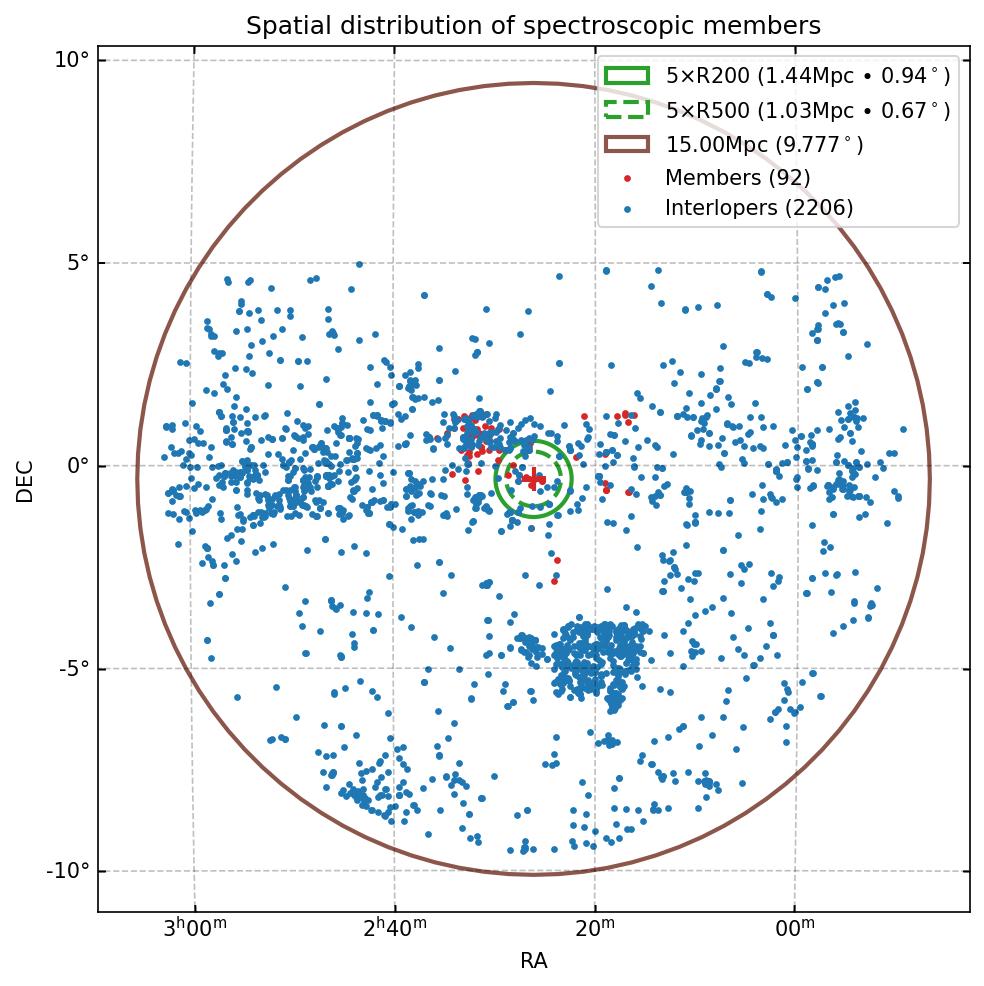 Spatial distribution of spectroscopic members
5×R200 (1.44Mpc • 0.94°)
5×R500 (1.03Mpc • 0.67°)
15.00Mpc (9.777°)
Members (92)
Interlopers (2206)
10°
5°
0°
-5°
-10°
DEC
3ʰ00ᵐ 2ʰ40ᵐ 20ᵐ 00ᵐ
RA